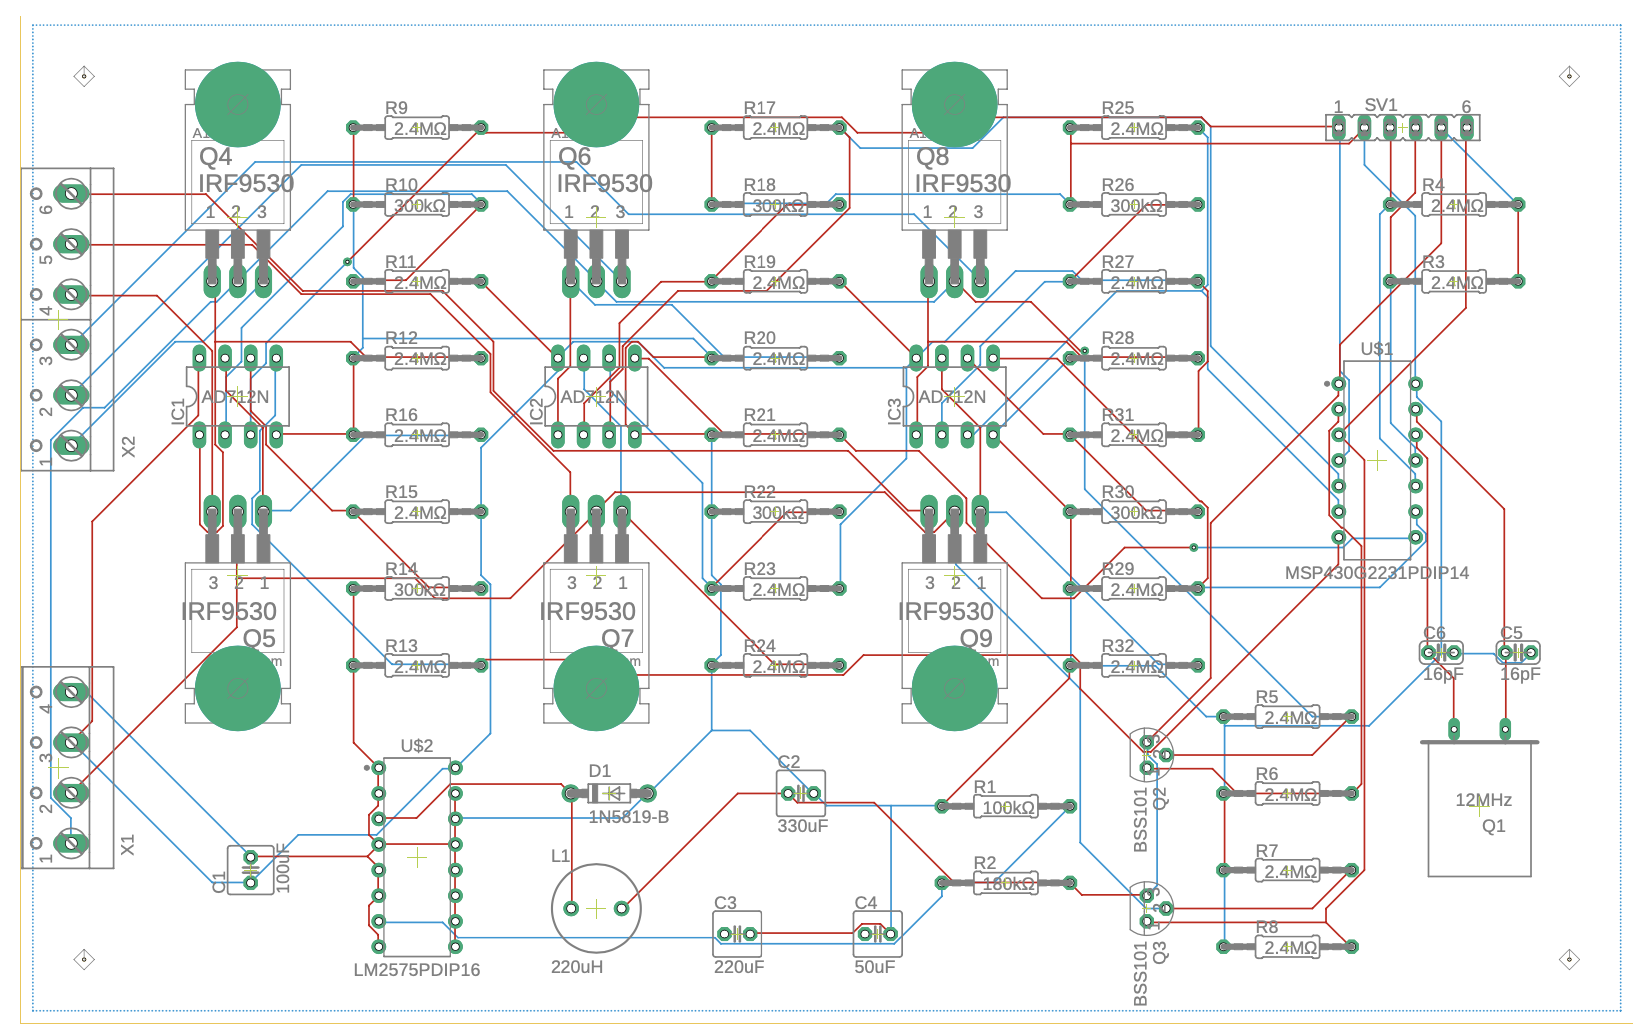 R9
2.4MΩ
R17
2.4MΩ
R25
2.4MΩ
1
SV1
6
A1
Q4
IRF9530
1 2 3
A1
Q6
IRF9530
1 2 3
A1
Q8
IRF9530
1 2 3
R10
300kΩ
R18
300kΩ
R26
300kΩ
R4
2.4MΩ
R11
2.4MΩ
R19
2.4MΩ
R27
2.4MΩ
R3
2.4MΩ
6
5
4
3
2
1
X2
R12
2.4MΩ
R20
2.4MΩ
R28
2.4MΩ
U$1
IC1
AD712N
IC2
AD712N
IC3
AD712N
R16
2.4MΩ
R21
2.4MΩ
R31
2.4MΩ
R15
2.4MΩ
R22
300kΩ
R30
300kΩ
MSP430G2231PDIP14
3 2 1
IRF9530
Q5
m
3 2 1
IRF9530
Q7
m
3 2 1
IRF9530
Q9
R14
300kΩ
R23
2.4MΩ
R29
2.4MΩ
R13
2.4MΩ
R24
2.4MΩ
R32
2.4MΩ
C6
16pF
C5
16pF
4
3
2
1
X1
R5
2.4MΩ
U$2
LM2575PDIP16
D1
1N5819-B
C2
330uF
R1
100kΩ
BSS101
Q2
R6
2.4MΩ
12MHz
Q1
C1
100uF
L1
220uH
R2
180kΩ
R7
2.4MΩ
C3
220uF
C4
50uF
BSS101
Q3
R8
2.4MΩ